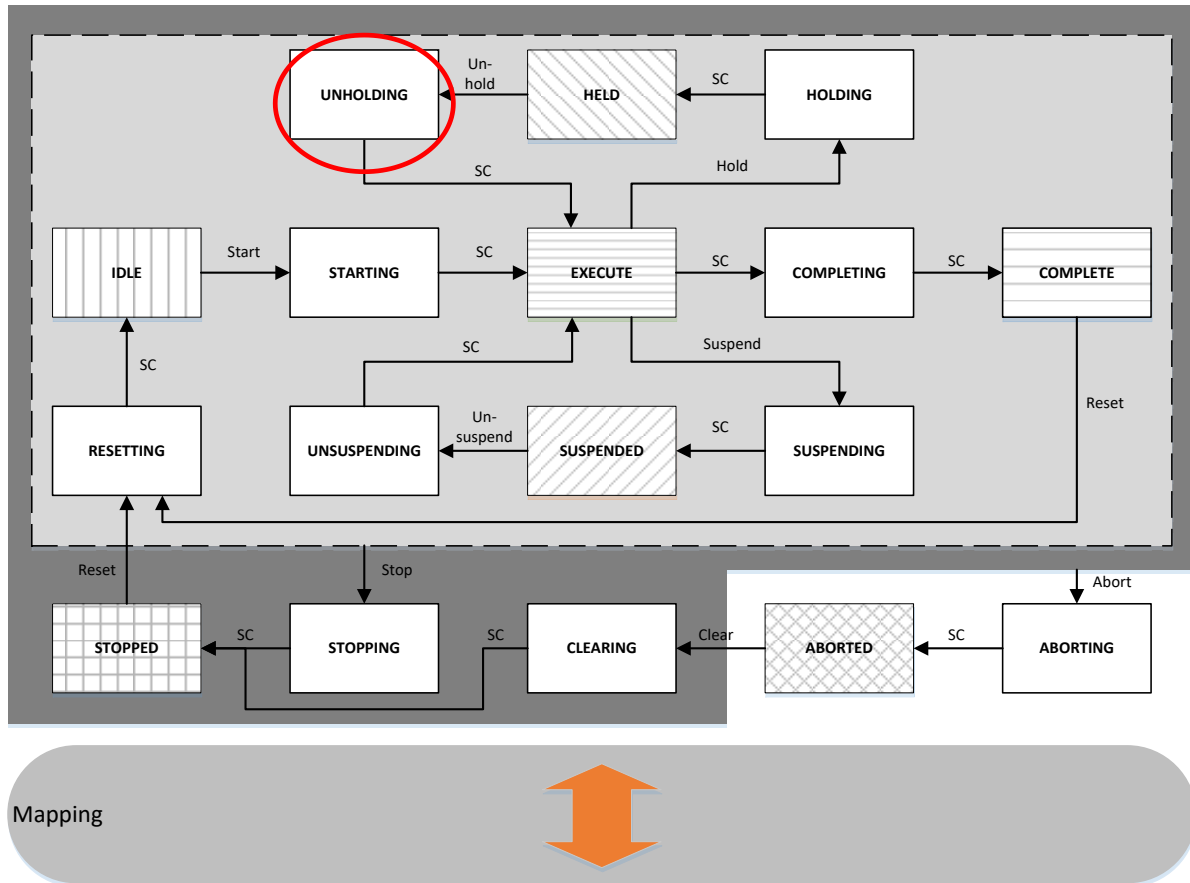 Un-
hold
SC
UNHOLDING
HELD
HOLDING
SC
Hold
Start
SC
SC
SC
IDLE
STARTING
EXECUTE
COMPLETING
COMPLETE
SC
Suspend
SC
Un-
suspend
SC
Reset
RESETTING
UNSUSPENDING
SUSPENDED
SUSPENDING
Reset
Stop
Abort
SC
SC
Clear
SC
STOPPED
STOPPING
CLEARING
ABORTED
ABORTING
Mapping